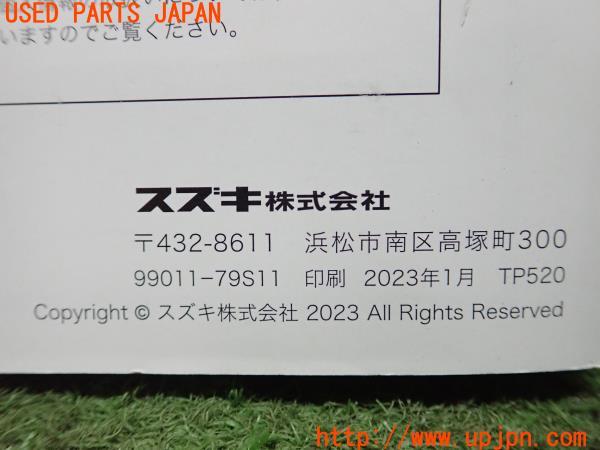 USED PARTS JAPAN
いますのでご覧ください。
スズキ株式会社
〒432-8611 浜松市南区高塚町300
99011-79S11 印刷 2023年1月 TP520
Copyright © スズキ株式会社 2023 All Rights Reserved
http://www.upjpn.com